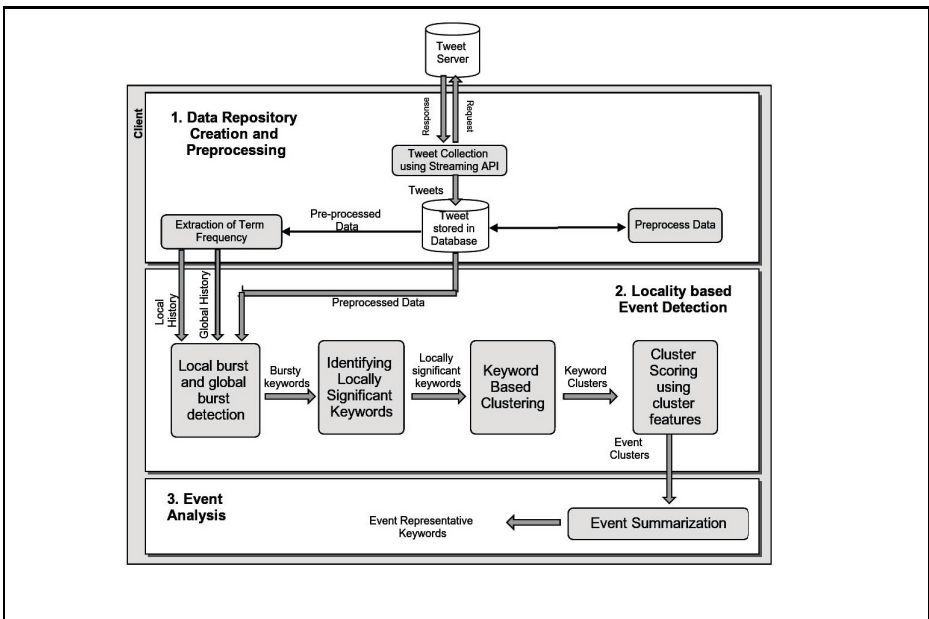 Tweet
Server
Client
1. Data Repository
Creation and
Preprocessing
Response
Request
Tweet Collection
using Streaming API
Tweets
Tweet
stored in
Database
Pre-processed
Data
Extraction of Term
Frequency
Preprocess Data
Local
History
Global History
Preprocessed Data
2. Locality based
Event Detection
Local burst
and global
burst
detection
Bursty
keywords
Identifying
Locally
Significant
Keywords
Locally
significant
keywords
Keyword
Based
Clustering
Keyword
Clusters
Cluster
Scoring
using
cluster
features
Event
Clusters
3. Event
Analysis
Event Summarization
Event Representative
Keywords